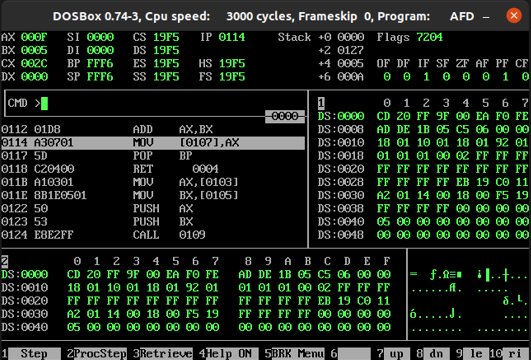 DOSBox 0.74-3, Cpu speed: 3000 cycles, Frameskip 0, Program: AFD
AX 000F SI 0000 CS 19F5 IP 0114 Stack +0 0000 Flags 7204
BX 0005 DI 0000 DS 19F5 +2 0127
CX 002C BP FFF6 ES 19F5 HS 19F5 +4 0005 OF DF IF SF ZF AF PF CF
DX 0000 SP FFF6 SS 19F5 FS 19F5 +6 000A 0 0 1 0 0 0 1 0
CMD >
0000
1 0 1 2 3 4 5 6 7
DS:0000 CD 20 FF 9F 00 EA F0 FE
0112 01D8 ADD AX,BX DS:0008 AD DE 1B 05 C5 06 00 00
0114 A30701 MOV [0107],AX DS:0010 18 01 10 01 18 01 92 01
0117 5D POP BP DS:0018 01 01 01 00 02 FF FF FF
0118 C20400 RET 0004 DS:0020 FF FF FF FF FF FF FF FF
011B A10301 MOV AX,[0103] DS:0028 FF FF FF FF EB 19 C0 11
011E 8B1E0501 MOV BX,[0105] DS:0030 A2 01 14 00 18 00 F5 19
0122 50 PUSH AX DS:0038 FF FF FF FF 00 00 00 00
0123 53 PUSH BX DS:0040 05 00 00 00 00 00 00 00
0124 E8E2FF CALL 0109 DS:0048 00 00 00 00 00 00 00 00
2 0 1 2 3 4 5 6 7 8 9 A B C D E F
DS:0000 CD 20 FF 9F 00 EA F0 FE AD DE 1B 05 C5 06 00 00
DS:0010 18 01 10 01 18 01 92 01 01 01 01 00 02 FF FF FF
DS:0020 FF FF FF FF FF FF FF FF FF FF FF FF EB 19 C0 11
DS:0030 A2 01 14 00 18 00 F5 19 FF FF FF FF 00 00 00 00
DS:0040 05 00 00 00 00 00 00 00 00 00 00 00 00 00 00 00
1 Step 2ProcStep 3Retrieve 4Help ON 5BRK Menu 6 7 up 8 dn 9 le 10 ri